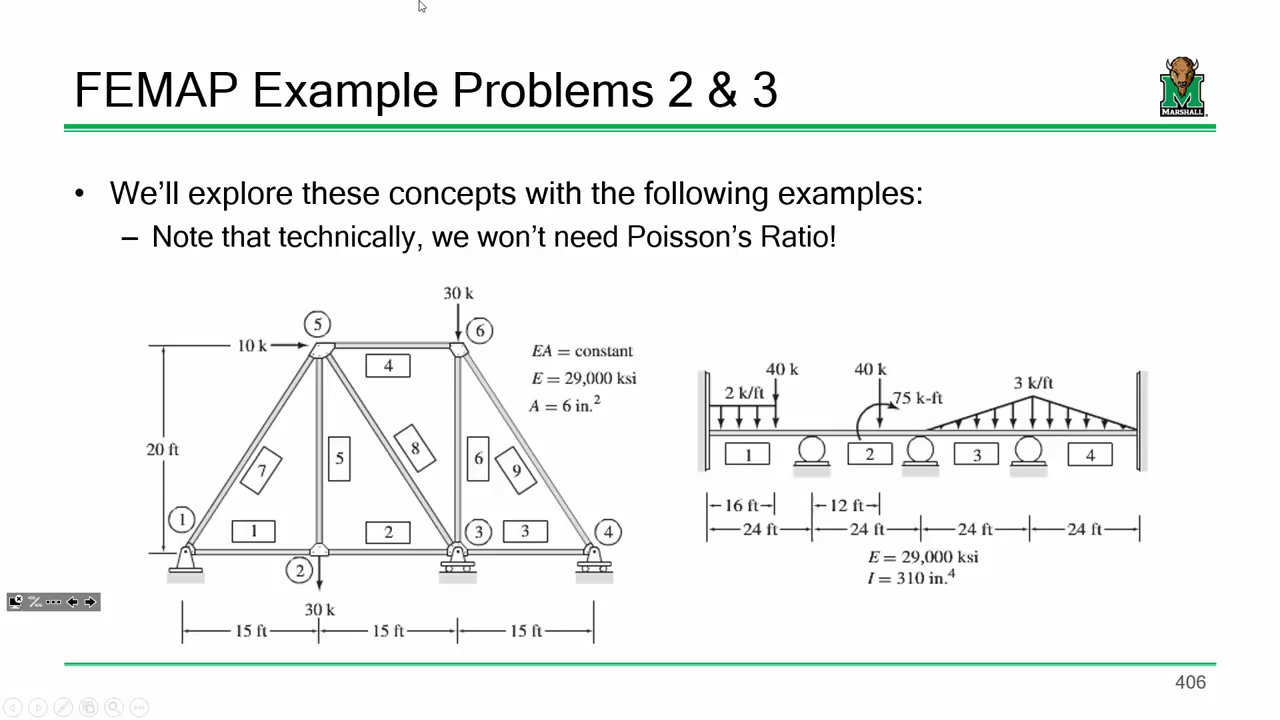 FEMAP Example Problems 2 & 3
MARSHALL
• We’ll explore these concepts with the following examples:
– Note that technically, we won’t need Poisson’s Ratio!
30 k
5
6
10 k
4
EA = constant
E = 29,000 ksi
A = 6 in.²
20 ft
7
5
8
6
9
1
1
2
3
3
4
2
30 k
15 ft
15 ft
15 ft
40 k
40 k
2 k/ft
75 k-ft
3 k/ft
1
2
3
4
16 ft
12 ft
24 ft
24 ft
24 ft
24 ft
E = 29,000 ksi
I = 310 in.⁴
406